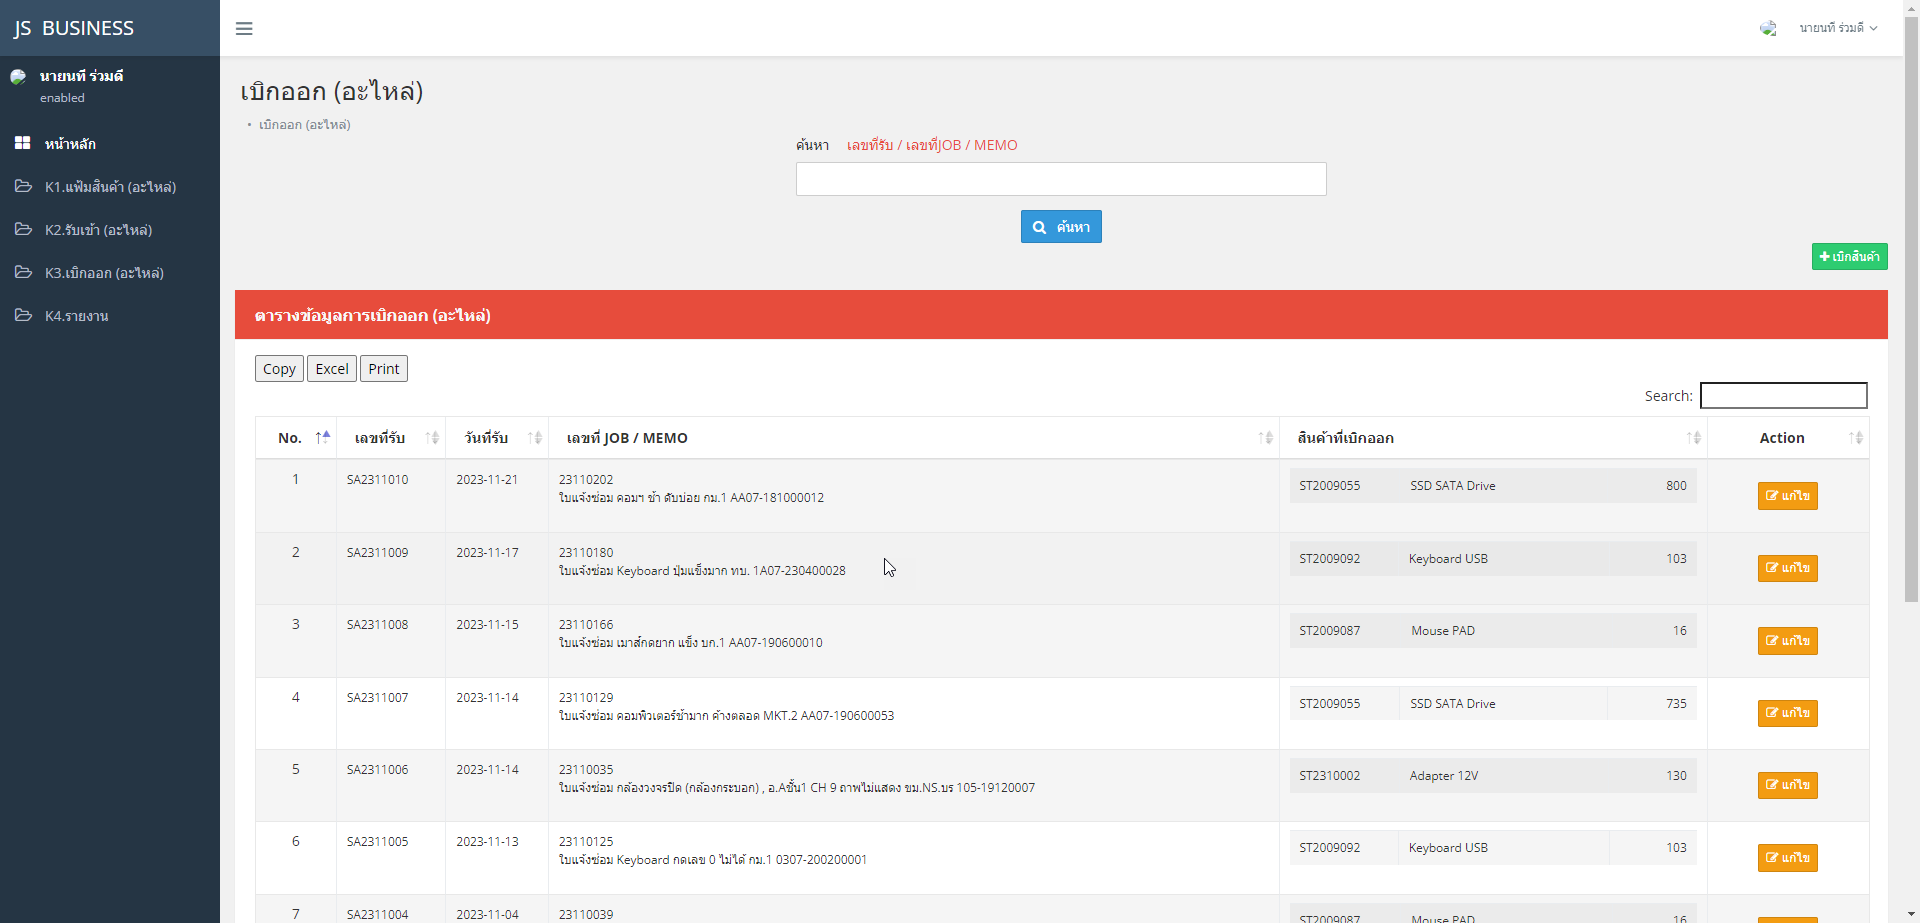 JS BUSINESS
นายนที ร่วมดี
นายนที ร่วมดี
enabled
หน้าหลัก
K1.แฟ้มสินค้า (อะไหล่)
K2.รับเข้า (อะไหล่)
K3.เบิกออก (อะไหล่)
K4.รายงาน
เบิกออก (อะไหล่)
• เบิกออก (อะไหล่)
ค้นหา เลขที่รับ / เลขที่JOB / MEMO
ค้นหา
เบิกสินค้า
ตารางข้อมูลการเบิกออก (อะไหล่)
Copy Excel Print
Search:
No. เลขที่รับ วันที่รับ เลขที่ JOB / MEMO สินค้าที่เบิกออก Action
1 SA2311010 2023-11-21 23110202 ST2009055 SSD SATA Drive 800 แก้ไข
ใบแจ้งซ่อม คอมฯ ช้า ดับบ่อย กม.1 AA07-181000012
2 SA2311009 2023-11-17 23110180 ST2009092 Keyboard USB 103 แก้ไข
ใบแจ้งซ่อม Keyboard ปุ่มแข็งมาก ทบ. 1A07-230400028
3 SA2311008 2023-11-15 23110166 ST2009087 Mouse PAD 16 แก้ไข
ใบแจ้งซ่อม เมาส์กดยาก แข็ง บก.1 AA07-190600010
4 SA2311007 2023-11-14 23110129 ST2009055 SSD SATA Drive 735 แก้ไข
ใบแจ้งซ่อม คอมพิวเตอร์ช้ามาก ค้างตลอด MKT.2 AA07-190600053
5 SA2311006 2023-11-14 23110035 ST2310002 Adapter 12V 130 แก้ไข
ใบแจ้งซ่อม กล้องวงจรปิด (กล้องกระบอก) , อ.Aชั้น1 CH 9 ภาพไม่แสดง ขม.NS.บร 105-19120007
6 SA2311005 2023-11-13 23110125 ST2009092 Keyboard USB 103 แก้ไข
ใบแจ้งซ่อม Keyboard กดเลข 0 ไม่ได้ กม.1 0307-200200001
7 SA2311004 2023-11-04 23110039 ST2009087 Mouse PAD 16